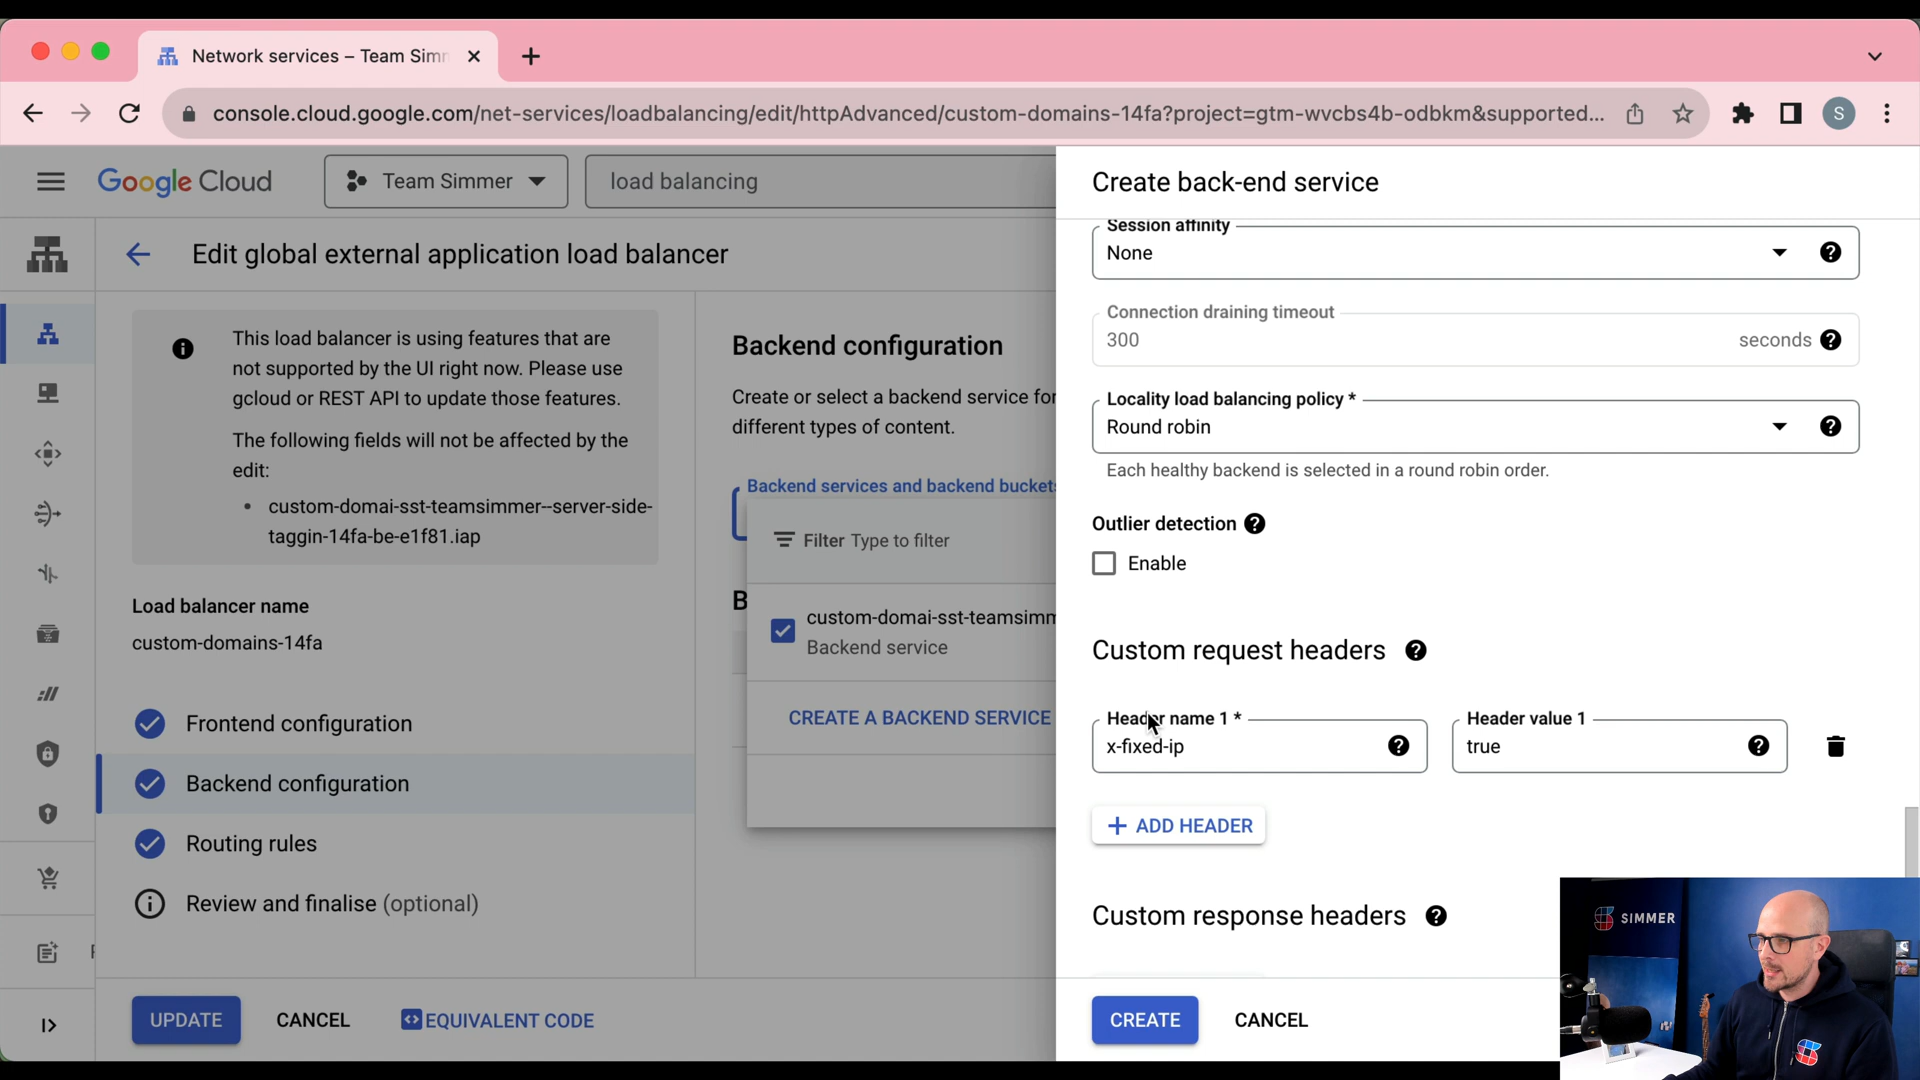 Network services – Team Simm
console.cloud.google.com/net-services/loadbalancing/edit/httpAdvanced/custom-domains-14fa?project=gtm-wvcbs4b-odbkm&supported...
S
Google Cloud
Team Simmer
load balancing
Edit global external application load balancer
This load balancer is using features that are
not supported by the UI right now. Please use
gcloud or REST API to update those features.
The following fields will not be affected by the
edit:
• custom-domai-sst-teamsimmer--server-side-
taggin-14fa-be-e1f81.iap
Load balancer name
custom-domains-14fa
Frontend configuration
Backend configuration
Routing rules
Review and finalise (optional)
UPDATE
CANCEL
EQUIVALENT CODE
Backend configuration
Create or select a backend service for
different types of content.
Backend services and backend buckets
Filter Type to filter
B
custom-domai-sst-teamsimm
Backend service
CREATE A BACKEND SERVICE
Create back-end service
Session affinity
None
Connection draining timeout
300
seconds
Locality load balancing policy *
Round robin
Each healthy backend is selected in a round robin order.
Outlier detection
Enable
Custom request headers
Header name 1 *
x-fixed-ip
Header value 1
true
+ ADD HEADER
Custom response headers
CREATE
CANCEL
SIMMER